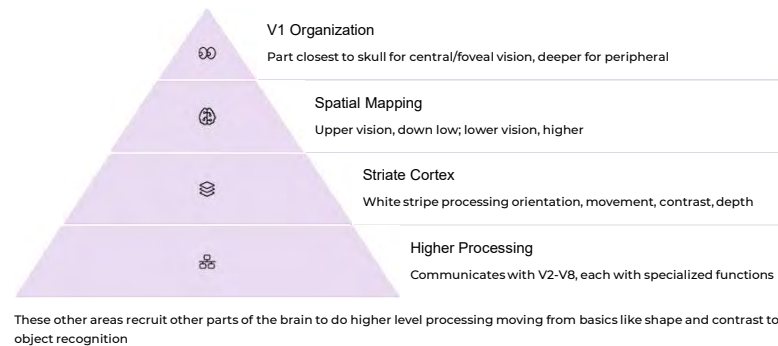 V1 Organization
Part closest to skull for central/foveal vision, deeper for peripheral
Spatial Mapping
Upper vision, down low; lower vision, higher
Striate Cortex
White stripe processing orientation, movement, contrast, depth
Higher Processing
Communicates with V2-V8, each with specialized functions
These other areas recruit other parts of the brain to do higher level processing moving from basics like shape and contrast to
object recognition